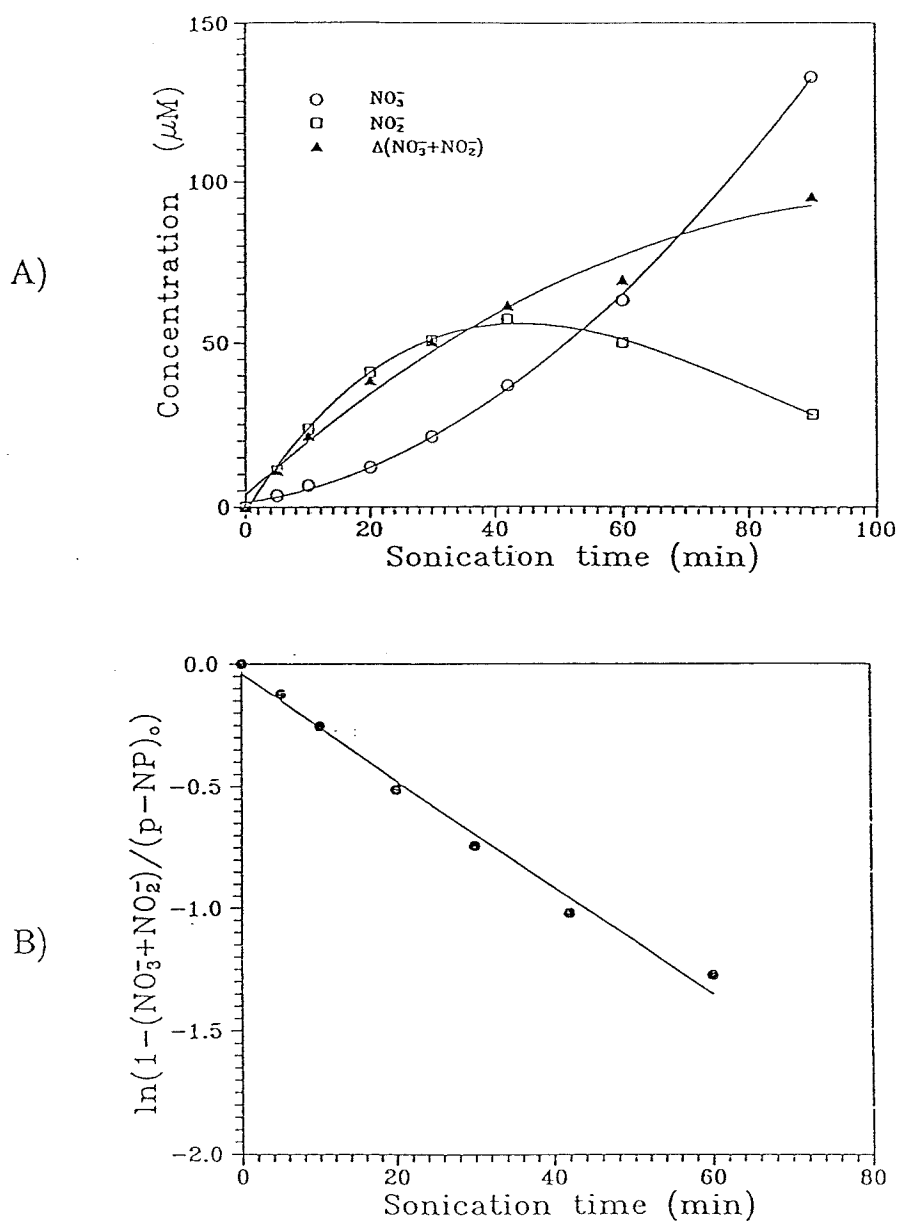 A)
Concentration (μM)
150
100
50
0
NO₃⁻
NO₂⁻
Δ(NO₃⁻+NO₂⁻)
0 20 40 60 80 100
Sonication time (min)
B)
ln(1−(NO₃⁻+NO₂⁻)/(p−NP)₀)
0.0
−0.5
−1.0
−1.5
−2.0
0 20 40 60 80
Sonication time (min)